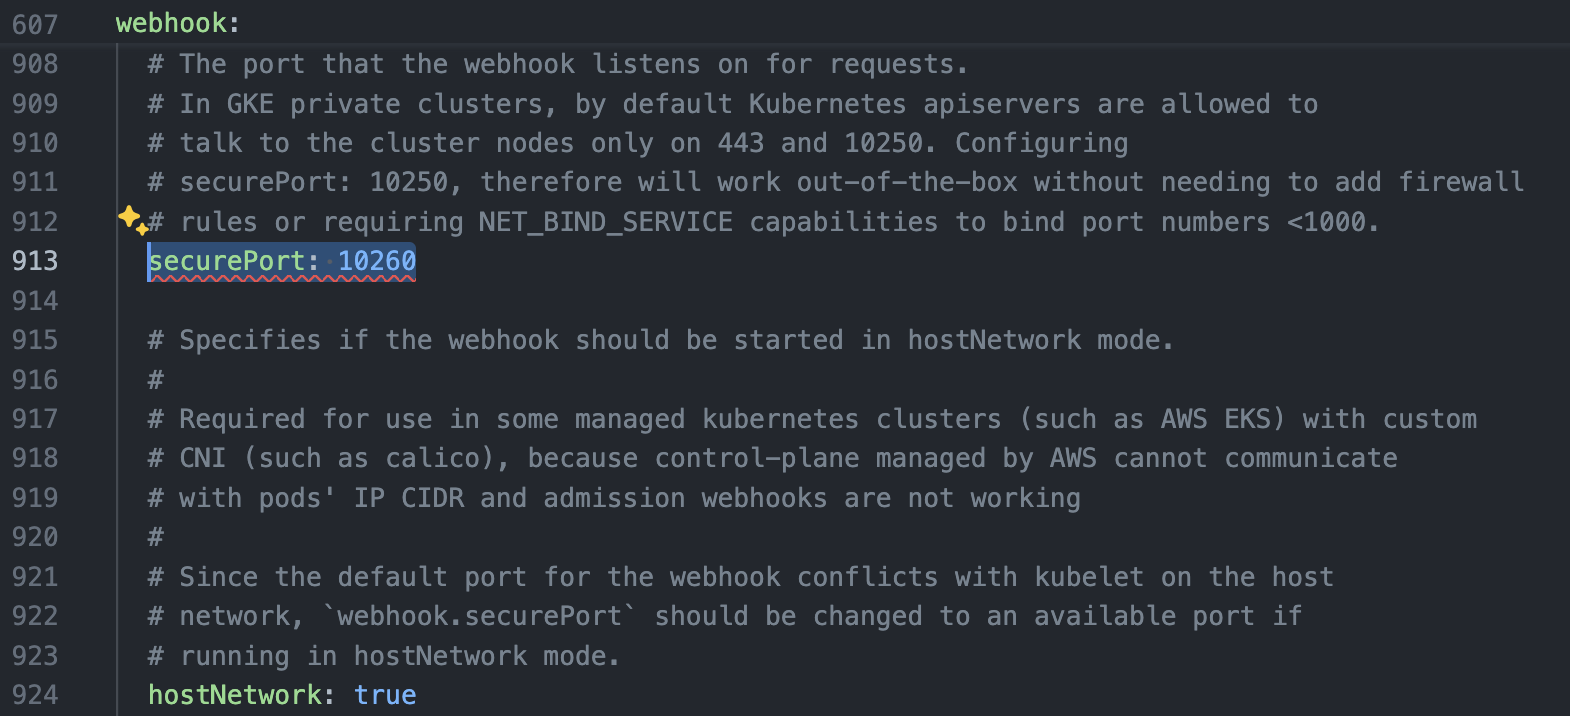 607 webhook:
908 # The port that the webhook listens on for requests.
909 # In GKE private clusters, by default Kubernetes apiservers are allowed to
910 # talk to the cluster nodes only on 443 and 10250. Configuring
911 # securePort: 10250, therefore will work out-of-the-box without needing to add firewall
912 # rules or requiring NET_BIND_SERVICE capabilities to bind port numbers <1000.
913 securePort: 10260
914
915 # Specifies if the webhook should be started in hostNetwork mode.
916 #
917 # Required for use in some managed kubernetes clusters (such as AWS EKS) with custom
918 # CNI (such as calico), because control-plane managed by AWS cannot communicate
919 # with pods' IP CIDR and admission webhooks are not working
920 #
921 # Since the default port for the webhook conflicts with kubelet on the host
922 # network, `webhook.securePort` should be changed to an available port if
923 # running in hostNetwork mode.
924 hostNetwork: true